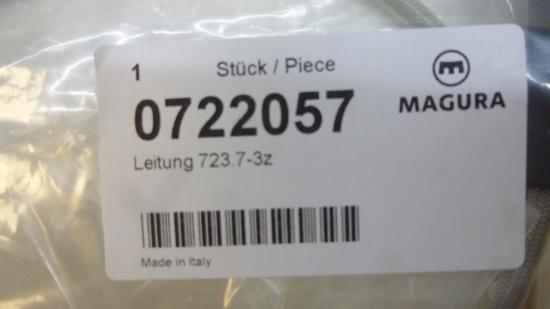 1 Stück / Piece
MAGURA
0722057
Leitung 723.7-3z
Made in Italy